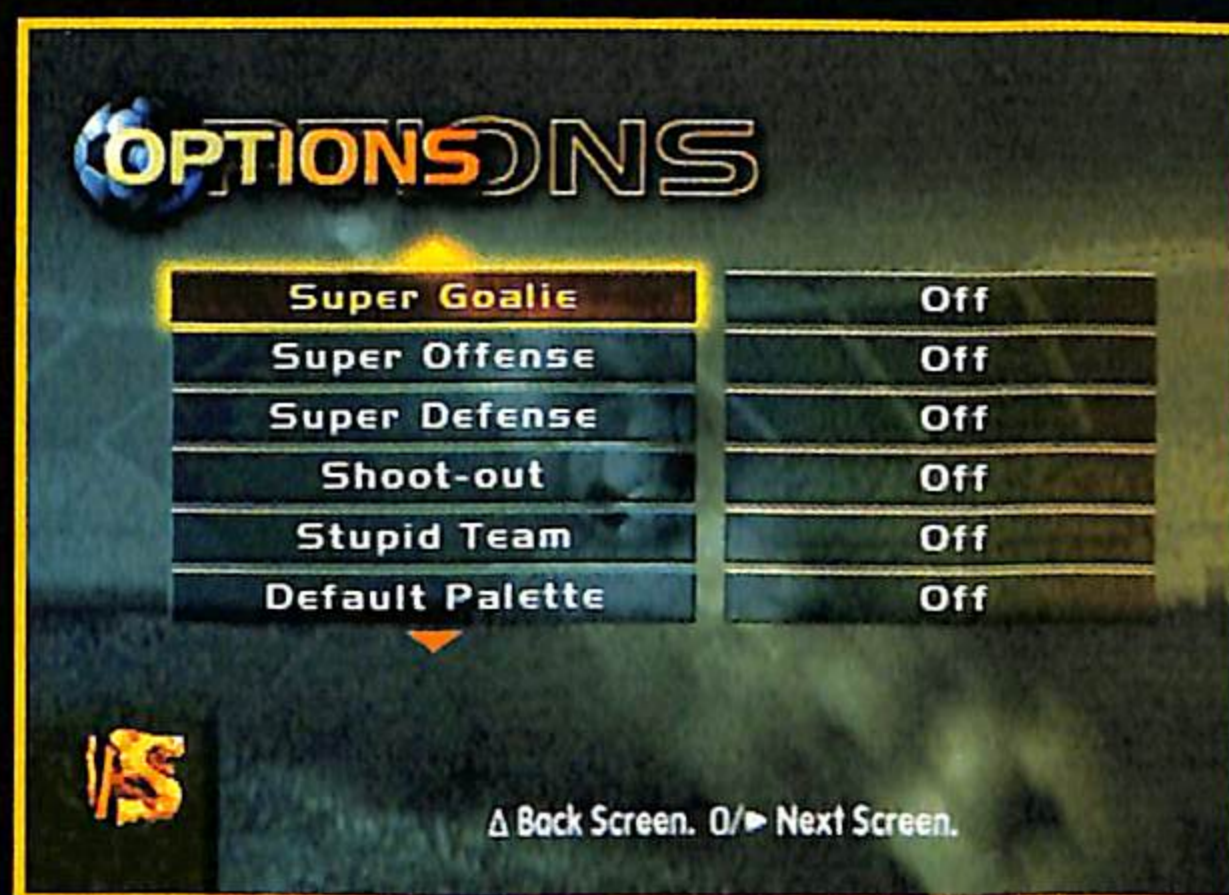 OPTIONS
Super Goalie Off
Super Offense Off
Super Defense Off
Shoot-out Off
Stupid Team Off
Default Palette Off
VS
Δ Back Screen. O/► Next Screen.